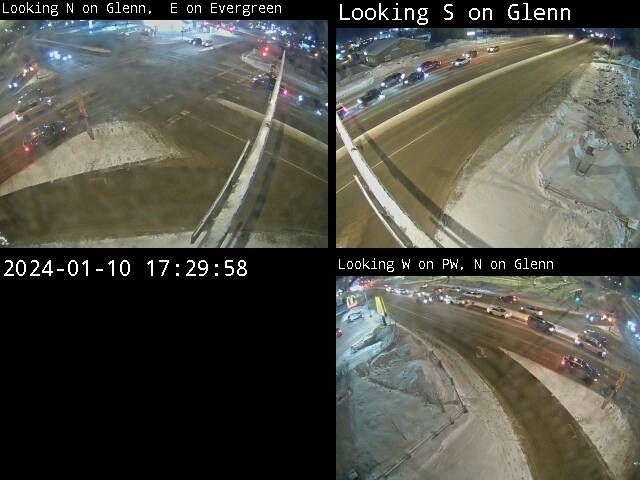 Looking N on Glenn,  E on Evergreen
Looking S on Glenn
2024-01-10 17:29:58
Looking W on PW, N on Glenn